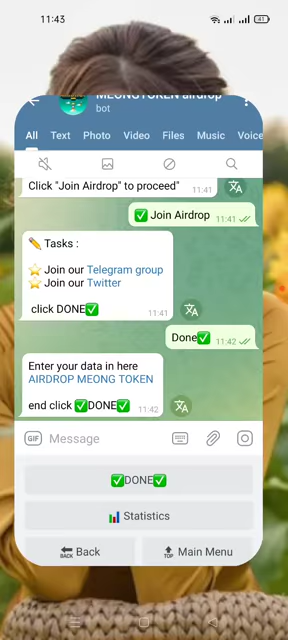 11:43
41
MEONGTOKEN airdrop
bot
All Text Photo Video Files Music Voice
Click "Join Airdrop" to proceed" 11:41
✅ Join Airdrop 11:41
✏️ Tasks :
⭐ Join our Telegram group
⭐ Join our Twitter
click DONE✅ 11:41
Done✅ 11:42
Enter your data in here
AIRDROP MEONG TOKEN
end click ✅DONE✅ 11:42
GIF Message
✅DONE✅
📊 Statistics
🔙 Back
🔝 Main Menu